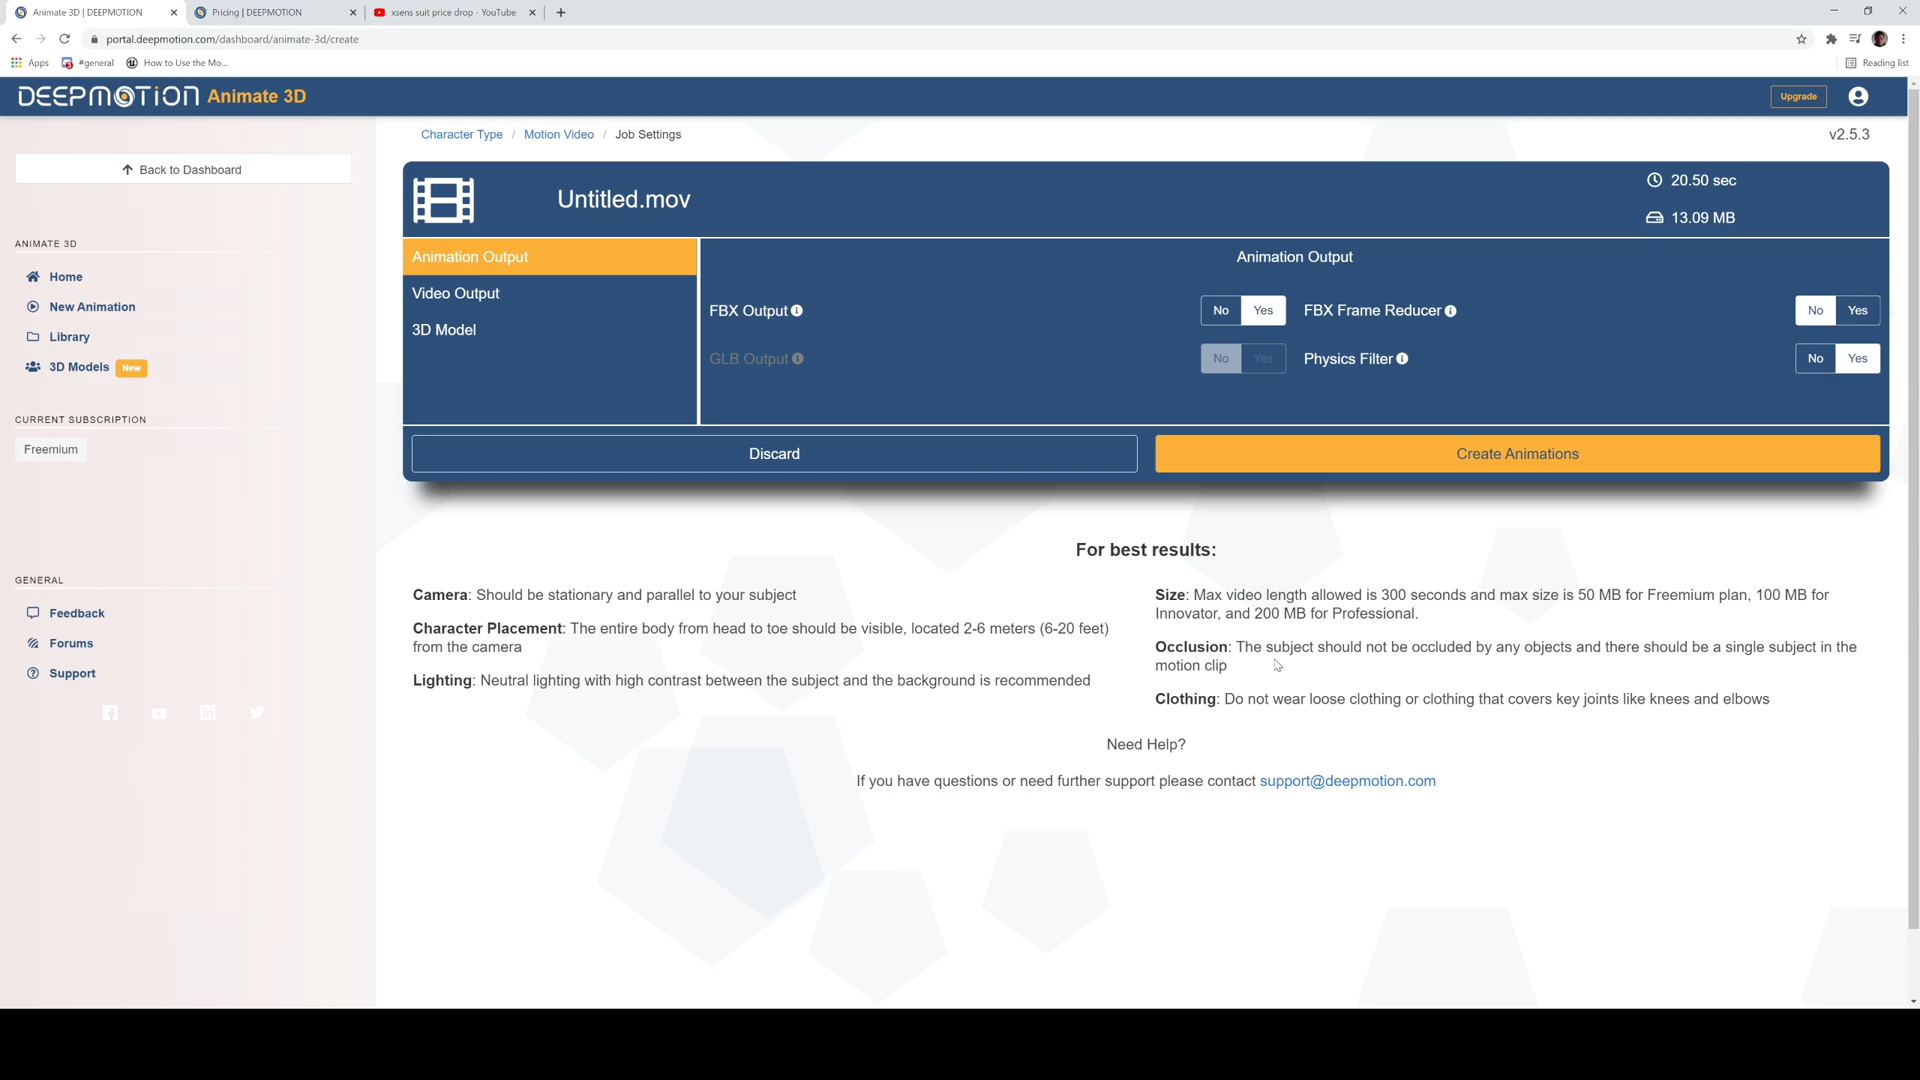 Animate 3D | DEEPMOTION
Pricing | DEEPMOTION
xsens suit price drop - YouTube
portal.deepmotion.com/dashboard/animate-3d/create
Apps
#general
How to Use the Mo...
Reading list
DEEPMOTION Animate 3D
Upgrade
Character Type / Motion Video / Job Settings
v2.5.3
Back to Dashboard
Untitled.mov
20.50 sec
13.09 MB
ANIMATE 3D
Home
New Animation
Library
3D Models New
CURRENT SUBSCRIPTION
Freemium
GENERAL
Feedback
Forums
Support
Animation Output
Video Output
3D Model
Animation Output
FBX Output No Yes
FBX Frame Reducer No Yes
GLB Output No Yes
Physics Filter No Yes
Discard
Create Animations
For best results:
Camera: Should be stationary and parallel to your subject
Character Placement: The entire body from head to toe should be visible, located 2-6 meters (6-20 feet)
from the camera
Lighting: Neutral lighting with high contrast between the subject and the background is recommended
Size: Max video length allowed is 300 seconds and max size is 50 MB for Freemium plan, 100 MB for
Innovator, and 200 MB for Professional.
Occlusion: The subject should not be occluded by any objects and there should be a single subject in the
motion clip
Clothing: Do not wear loose clothing or clothing that covers key joints like knees and elbows
Need Help?
If you have questions or need further support please contact support@deepmotion.com